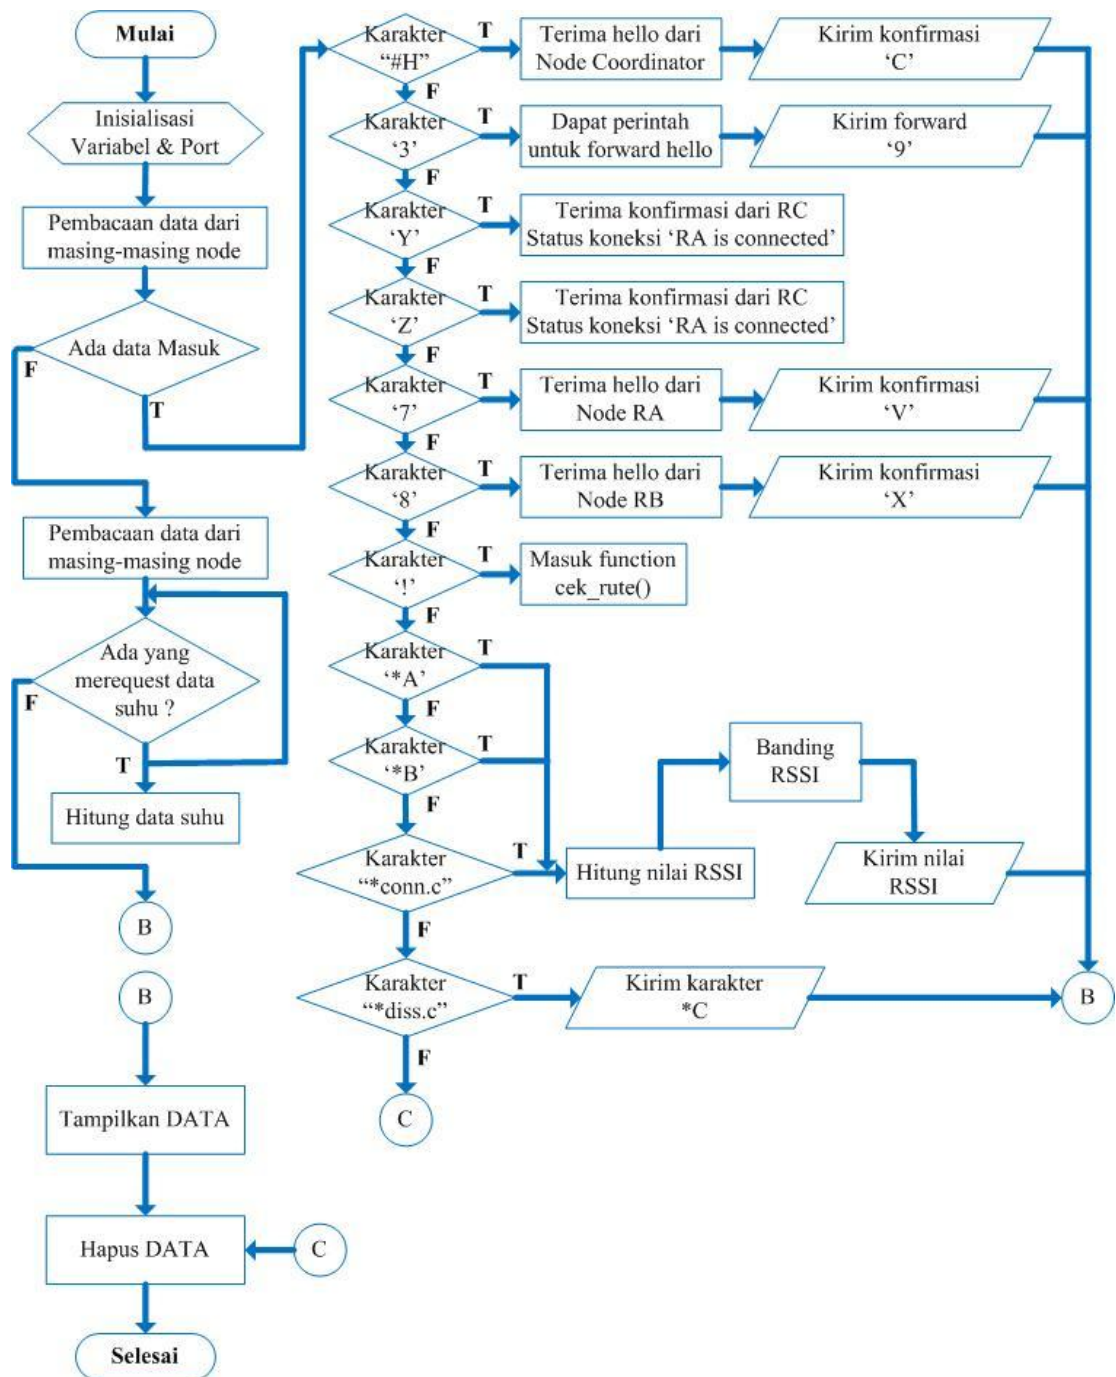 Mulai
Inisialisasi
Variabel & Port
Pembacaan data dari
masing-masing node
Ada data Masuk
F
T
Pembacaan data dari
masing-masing node
Ada yang
merequest data
suhu ?
F
T
Hitung data suhu
B
B
Tampilkan DATA
Hapus DATA
C
Selesai
Karakter
“#H”
T
Terima hello dari
Node Coordinator
Kirim konfirmasi
‘C’
F
Karakter
‘3’
T
Dapat perintah
untuk forward hello
Kirim forward
‘9’
F
Karakter
‘Y’
T
Terima konfirmasi dari RC
Status koneksi ‘RA is connected’
F
Karakter
‘Z’
T
Terima konfirmasi dari RC
Status koneksi ‘RA is connected’
F
Karakter
‘7’
T
Terima hello dari
Node RA
Kirim konfirmasi
‘V’
F
Karakter
‘8’
T
Terima hello dari
Node RB
Kirim konfirmasi
‘X’
F
Karakter
‘!’
T
Masuk function
cek_rute()
F
Karakter
‘*A’
T
F
Karakter
‘*B’
T
F
Karakter
“*conn.c”
T
Hitung nilai RSSI
Banding
RSSI
Kirim nilai
RSSI
F
Karakter
“*diss.c”
T
Kirim karakter
*C
B
F
C